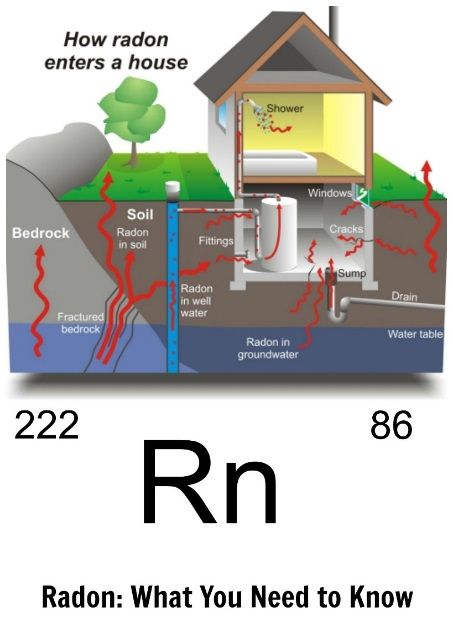 How radon
enters a house
Shower
Windows
Soil
Bedrock
Radon
in soil
Fittings
Cracks
Sump
Radon
in well
water
Drain
Fractured
bedrock
Water table
Radon in
groundwater
222
86
Rn
Radon: What You Need to Know